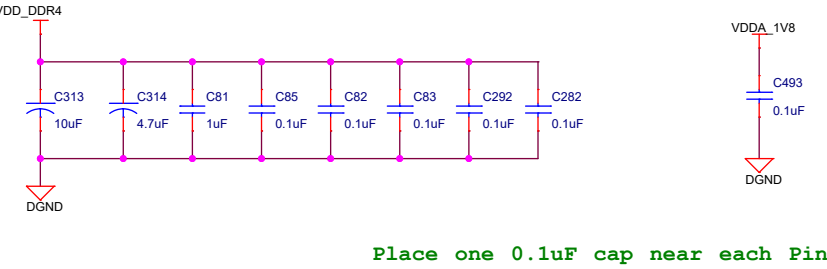 VDD_DDR4
VDDA_1V8
C313
C314
C81
C85
C82
C83
C292
C282
10uF
4.7uF
1uF
0.1uF
0.1uF
0.1uF
0.1uF
0.1uF
C493
0.1uF
DGND
DGND
Place one 0.1uF cap near each Pin